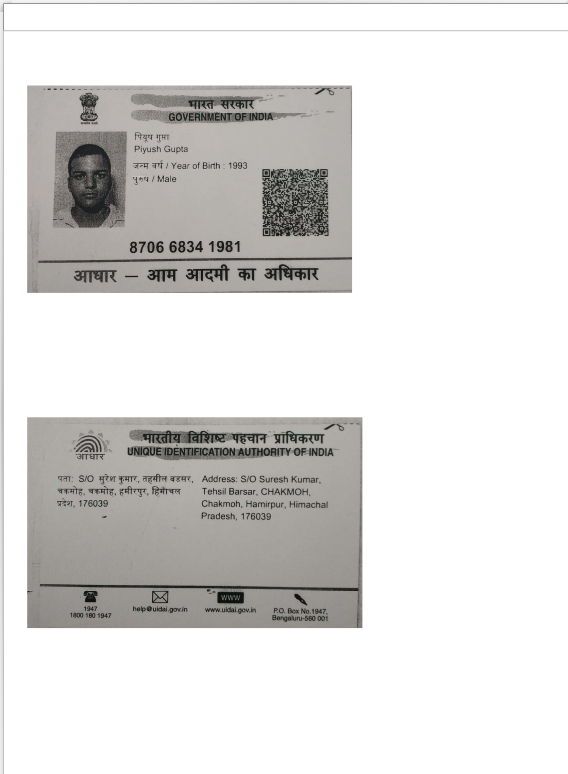 भारत सरकार
GOVERNMENT OF INDIA
पियूष गुप्ता
Piyush Gupta
जन्म वर्ष / Year of Birth : 1993
पुरुष / Male
8706 6834 1981
आधार — आम आदमी का अधिकार
भारतीय विशिष्ट पहचान प्राधिकरण
UNIQUE IDENTIFICATION AUTHORITY OF INDIA
आधार
पता: S/O सुरेश कुमार, तहसील बडसर,
चकमोह, चकमोह, हमीरपुर, हिमाचल
प्रदेश, 176039
Address: S/O Suresh Kumar,
Tehsil Barsar, CHAKMOH,
Chakmoh, Hamirpur, Himachal
Pradesh, 176039
1947
1800 180 1947
help@uidai.gov.in
WWW
www.uidai.gov.in
P.O. Box No.1947,
Bengaluru-560 001